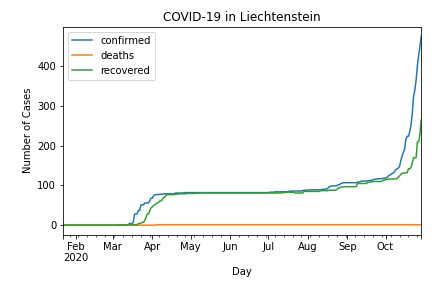 COVID-19 in Liechtenstein
confirmed
deaths
recovered
Number of Cases
400
300
200
100
0
Feb Mar Apr May Jun Jul Aug Sep Oct
2020
Day